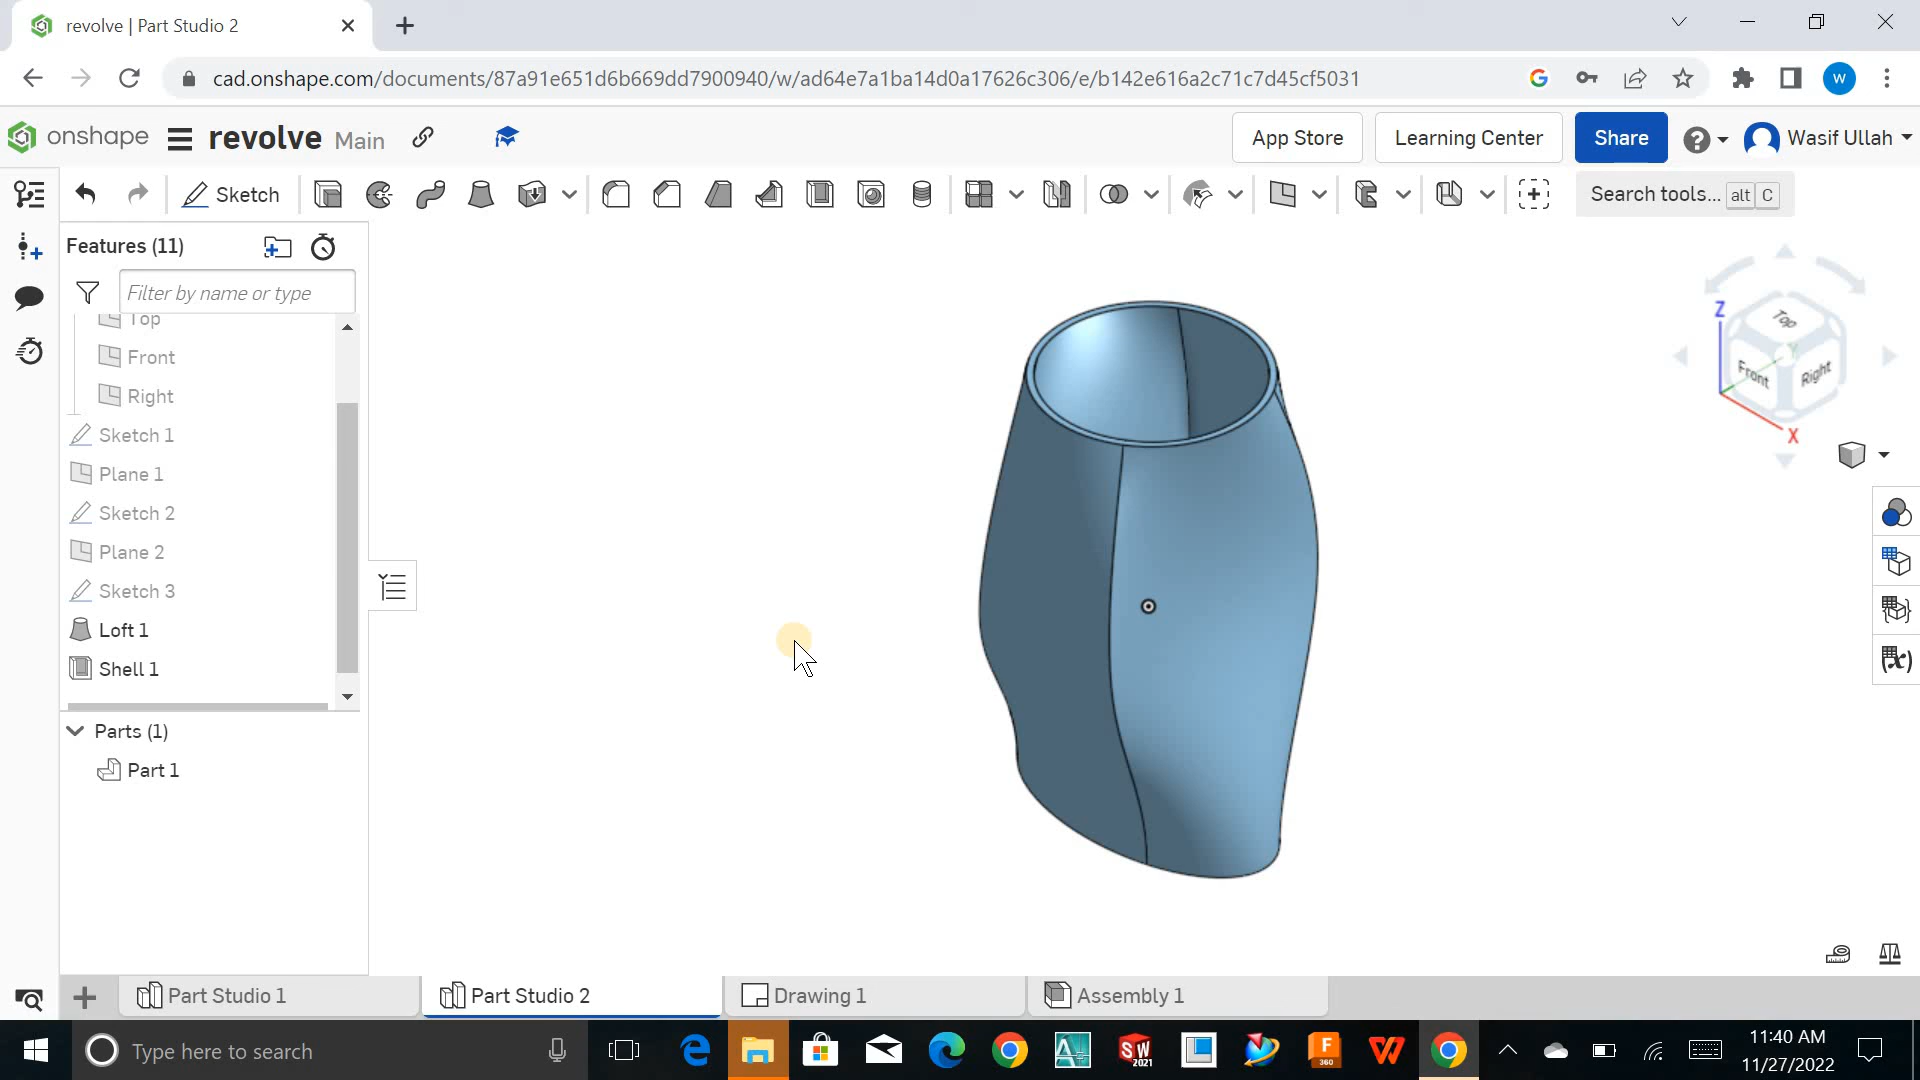 revolve | Part Studio 2
cad.onshape.com/documents/87a91e651d6b669dd7900940/w/ad64e7a1ba14d0a17626c306/e/b142e616a2c71c7d45cf5031
W
onshape revolve Main
App Store
Learning Center
Share
Wasif Ullah
Sketch
Search tools... alt C
Features (11)
Filter by name or type
Top
Front
Right
Sketch 1
Plane 1
Sketch 2
Plane 2
Sketch 3
Loft 1
Shell 1
Parts (1)
Part 1
Z
Top
Y
Front
Right
X
(x)
Part Studio 1
Part Studio 2
Drawing 1
Assembly 1
Type here to search
SW
2021
F
360
11:40 AM
11/27/2022